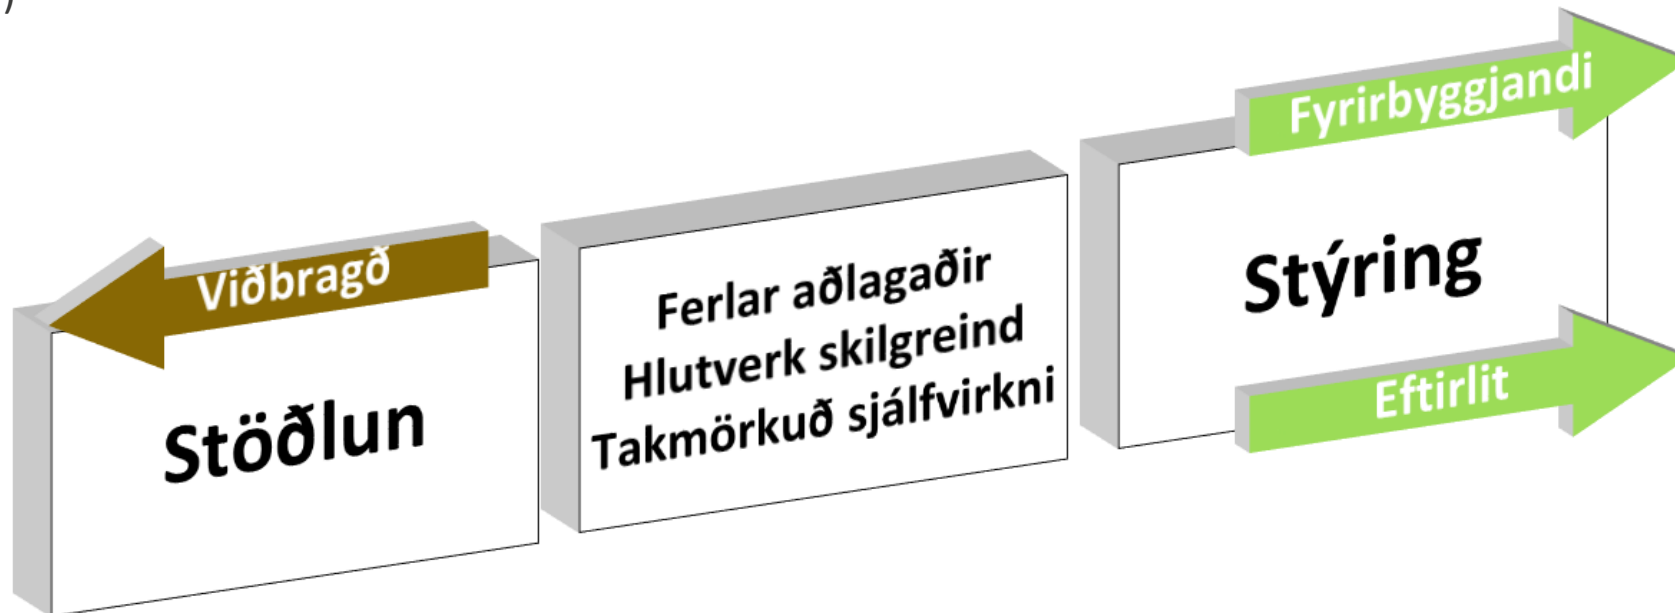 )
Viðbragð
Stöðlun
Ferlar aðlagaðir
Hlutverk skilgreind
Takmörkuð sjálfvirkni
Fyrirbyggjandi
Stýring
Eftirlit